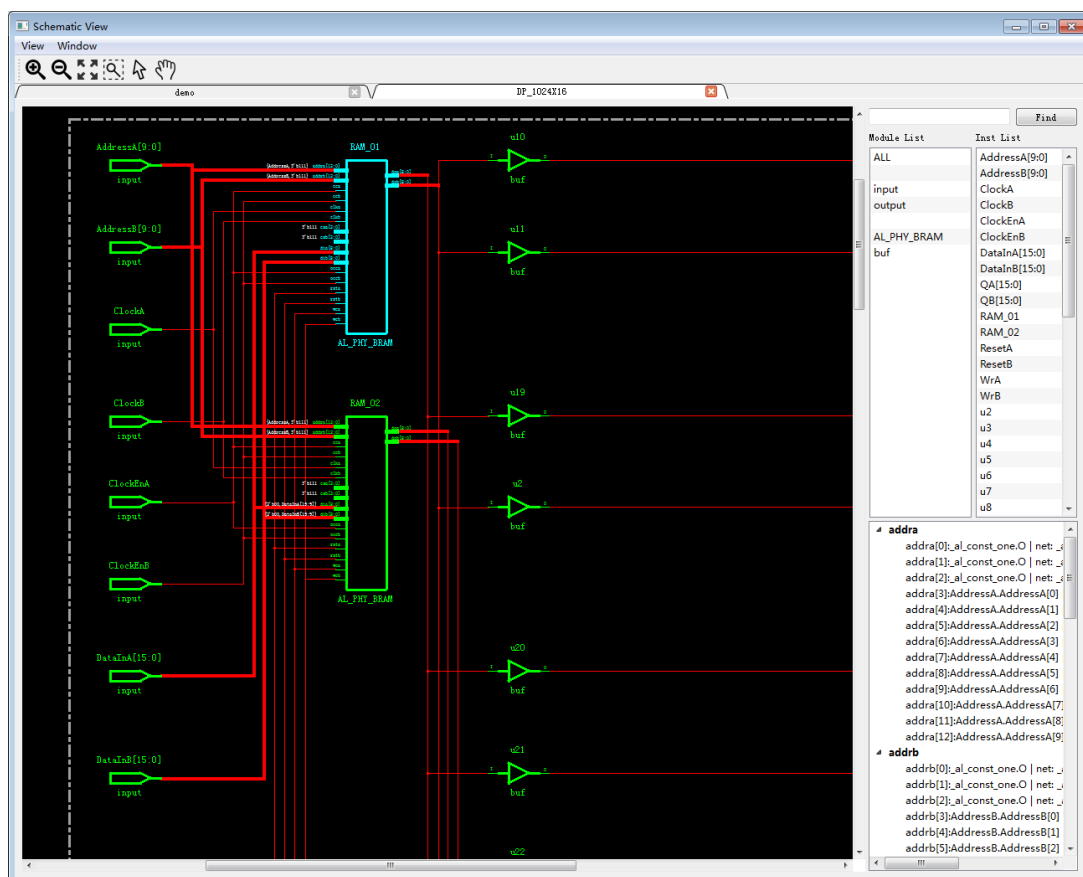 Schematic View
View Window
demo
DP_1024X16
Find
Module List
Inst List
ALL
input
output
AL_PHY_BRAM
buf
AddressA[9:0]
AddressB[9:0]
ClockA
ClockB
ClockEnA
ClockEnB
DataInA[15:0]
DataInB[15:0]
QA[15:0]
QB[15:0]
RAM_01
RAM_02
ResetA
ResetB
WrA
WrB
u2
u3
u4
u5
u6
u7
u8
AddressA[9:0]
input
AddressB[9:0]
input
ClockA
input
ClockB
input
ClockEnA
input
ClockEnB
input
DataInA[15:0]
input
DataInB[15:0]
input
RAM_01
AL_PHY_BRAM
RAM_02
AL_PHY_BRAM
u10
buf
u11
buf
u19
buf
u2
buf
u20
buf
u21
buf
u22
addra
addra[0]:_al_const_one.O | net: _a
addra[1]:_al_const_one.O | net: _a
addra[2]:_al_const_one.O | net: _a
addra[3]:AddressA.AddressA[0]
addra[4]:AddressA.AddressA[1]
addra[5]:AddressA.AddressA[2]
addra[6]:AddressA.AddressA[3]
addra[7]:AddressA.AddressA[4]
addra[8]:AddressA.AddressA[5]
addra[9]:AddressA.AddressA[6]
addra[10]:AddressA.AddressA[7]
addra[11]:AddressA.AddressA[8]
addra[12]:AddressA.AddressA[9]
addrb
addrb[0]:_al_const_one.O | net: _a
addrb[1]:_al_const_one.O | net: _a
addrb[2]:_al_const_one.O | net: _a
addrb[3]:AddressB.AddressB[0]
addrb[4]:AddressB.AddressB[1]
addrb[5]:AddressB.AddressB[2]